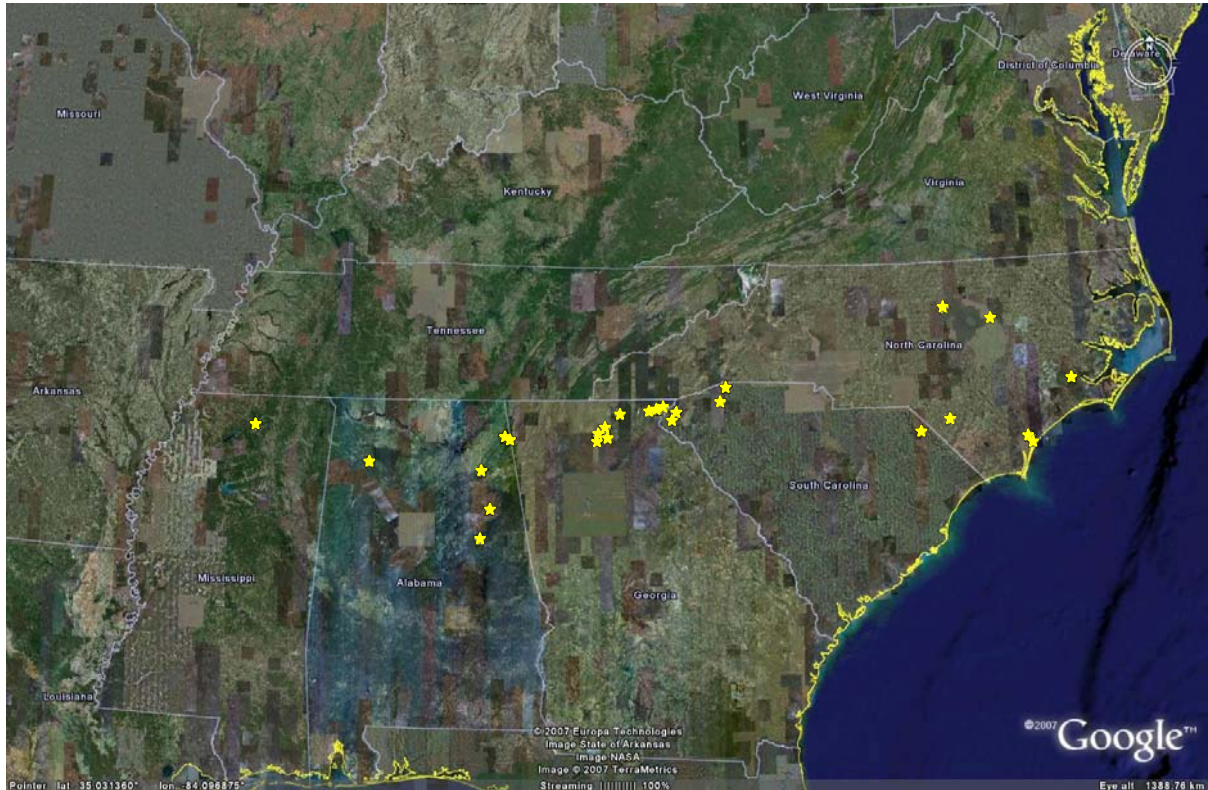 Delaware
District of Columbia
West Virginia
Missouri
Virginia
Kentucky
Tennessee
North Carolina
Arkansas
South Carolina
Mississippi
Alabama
Georgia
Louisiana
© 2007 Europa Technologies
Image State of Arkansas
Image NASA
Image © 2007 TerraMetrics
©2007 Google™
Pointer lat 35.031360° lon -84.096875° Streaming ||||||||| 100% Eye alt 1388.76 km
N